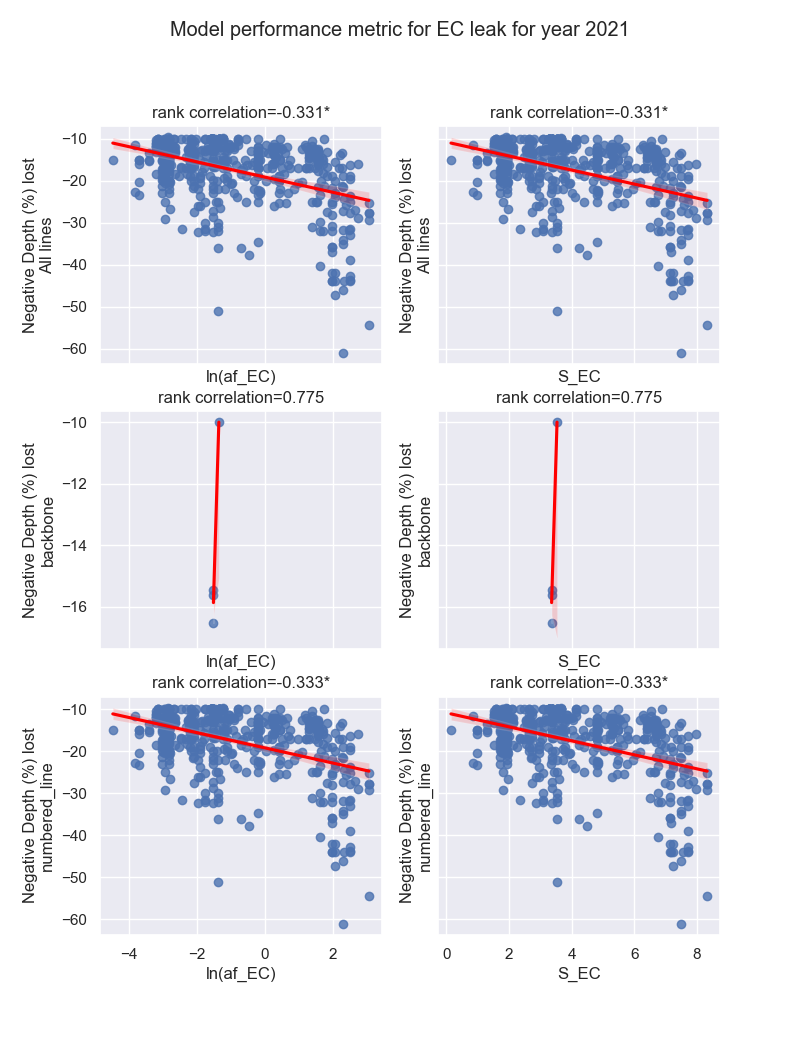 Model performance metric for EC leak for year 2021
rank correlation=-0.331*
rank correlation=-0.331*
−10
−20
−30
−40
−50
−60
Negative Depth (%) lost
All lines
Negative Depth (%) lost
All lines
ln(af_EC)
S_EC
rank correlation=0.775
rank correlation=0.775
−10
−12
−14
−16
Negative Depth (%) lost
backbone
Negative Depth (%) lost
backbone
ln(af_EC)
S_EC
rank correlation=-0.333*
rank correlation=-0.333*
−10
−20
−30
−40
−50
−60
Negative Depth (%) lost
numbered_line
Negative Depth (%) lost
numbered_line
−4 −2 0 2
0 2 4 6 8
ln(af_EC)
S_EC